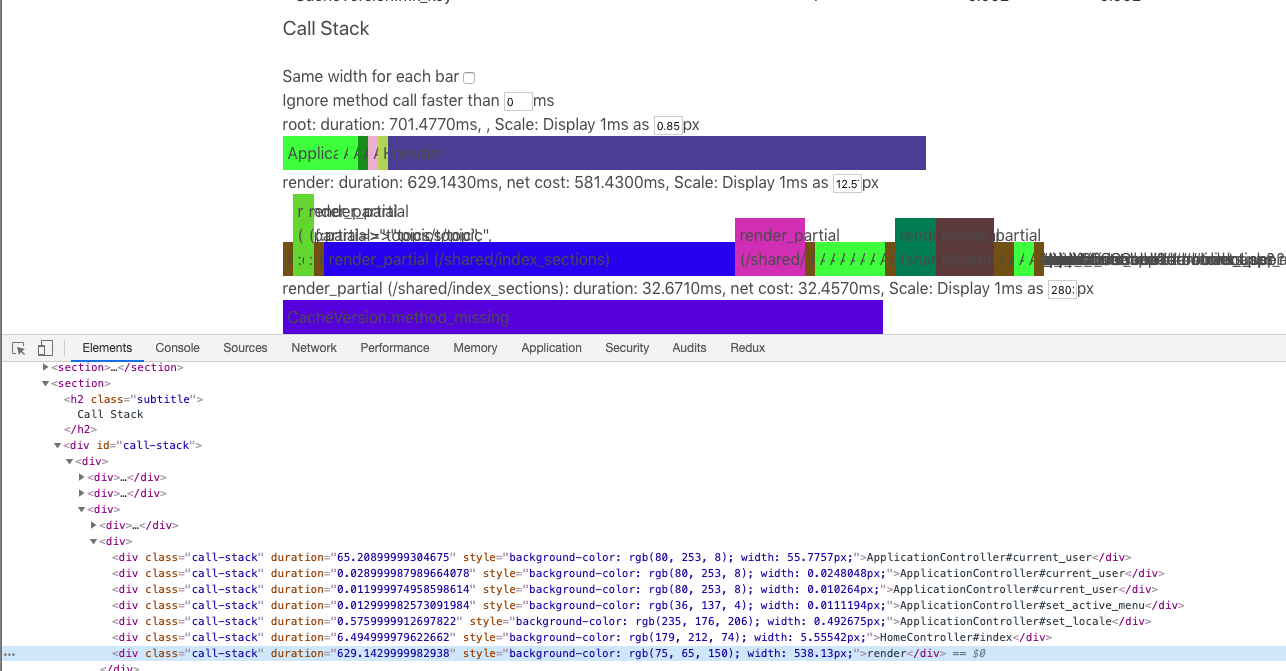 Call Stack
Same width for each bar
Ignore method call faster than 0 ms
root: duration: 701.4770ms, , Scale: Display 1ms as 0.85 px
Applica A A A H render
render: duration: 629.1430ms, net cost: 581.4300ms, Scale: Display 1ms as 12.5 px
render_partial
render_partial render_partial
render_partial (/shared/index_sections) (/shared/ A A A A A A A (shar (shared A A
render_partial (/shared/index_sections): duration: 32.6710ms, net cost: 32.4570ms, Scale: Display 1ms as 280 px
CacheVersion.method_missing
Elements Console Sources Network Performance Memory Application Security Audits Redux
<section>…</section>
<section>
<h2 class="subtitle">
Call Stack
</h2>
<div id="call-stack">
<div>
<div>…</div>
<div>…</div>
<div>
<div>…</div>
<div>
<div class="call-stack" duration="65.20899999304675" style="background-color: rgb(80, 253, 8); width: 55.7757px;">ApplicationController#current_user</div>
<div class="call-stack" duration="0.028999987989664078" style="background-color: rgb(80, 253, 8); width: 0.0248048px;">ApplicationController#current_user</div>
<div class="call-stack" duration="0.011999974958598614" style="background-color: rgb(80, 253, 8); width: 0.010264px;">ApplicationController#current_user</div>
<div class="call-stack" duration="0.012999982573091984" style="background-color: rgb(36, 137, 4); width: 0.0111194px;">ApplicationController#set_active_menu</div>
<div class="call-stack" duration="0.5759999912697822" style="background-color: rgb(235, 176, 206); width: 0.492675px;">ApplicationController#set_locale</div>
<div class="call-stack" duration="6.494999979622662" style="background-color: rgb(179, 212, 74); width: 5.55542px;">HomeController#index</div>
<div class="call-stack" duration="629.1429999982938" style="background-color: rgb(75, 65, 150); width: 538.13px;">render</div> == $0